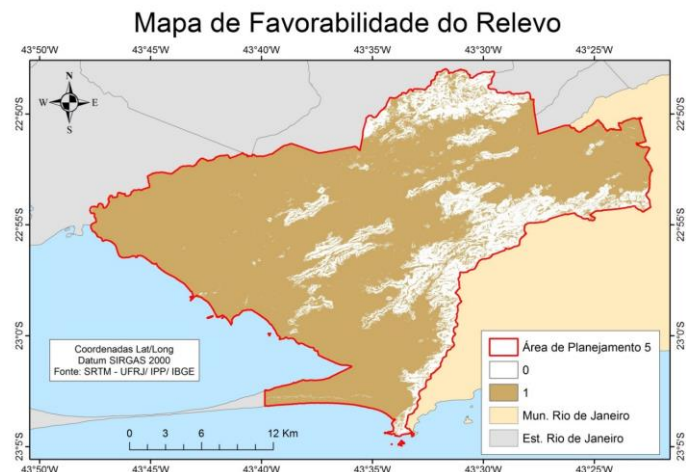 Mapa de Favorabilidade do Relevo
43°50'W 43°45'W 43°40'W 43°35'W 43°30'W 43°25'W
N
W E
S
22°50'S 22°50'S
22°55'S 22°55'S
23°0'S 23°0'S
23°5'S 23°5'S
Coordenadas Lat/Long
Datum SIRGAS 2000
Fonte: SRTM - UFRJ/ IPP/ IBGE
0 3 6 12 Km
Área de Planejamento 5
0
1
Mun. Rio de Janeiro
Est. Rio de Janeiro
43°50'W 43°45'W 43°40'W 43°35'W 43°30'W 43°25'W